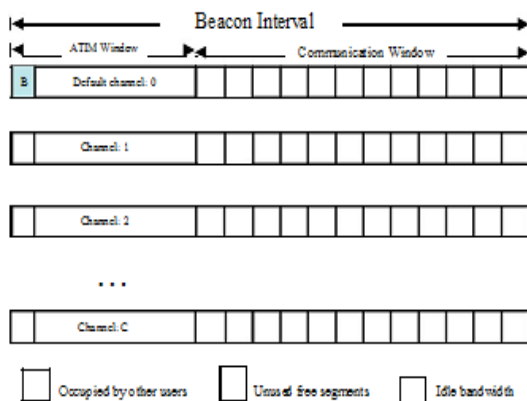 Beacon Interval
ATIM Window
Communication Window
B
Default channel: 0
Channel: 1
Channel: 2
...
Channel: C
Occupied by other users
Unused free segments
Idle bandwidth